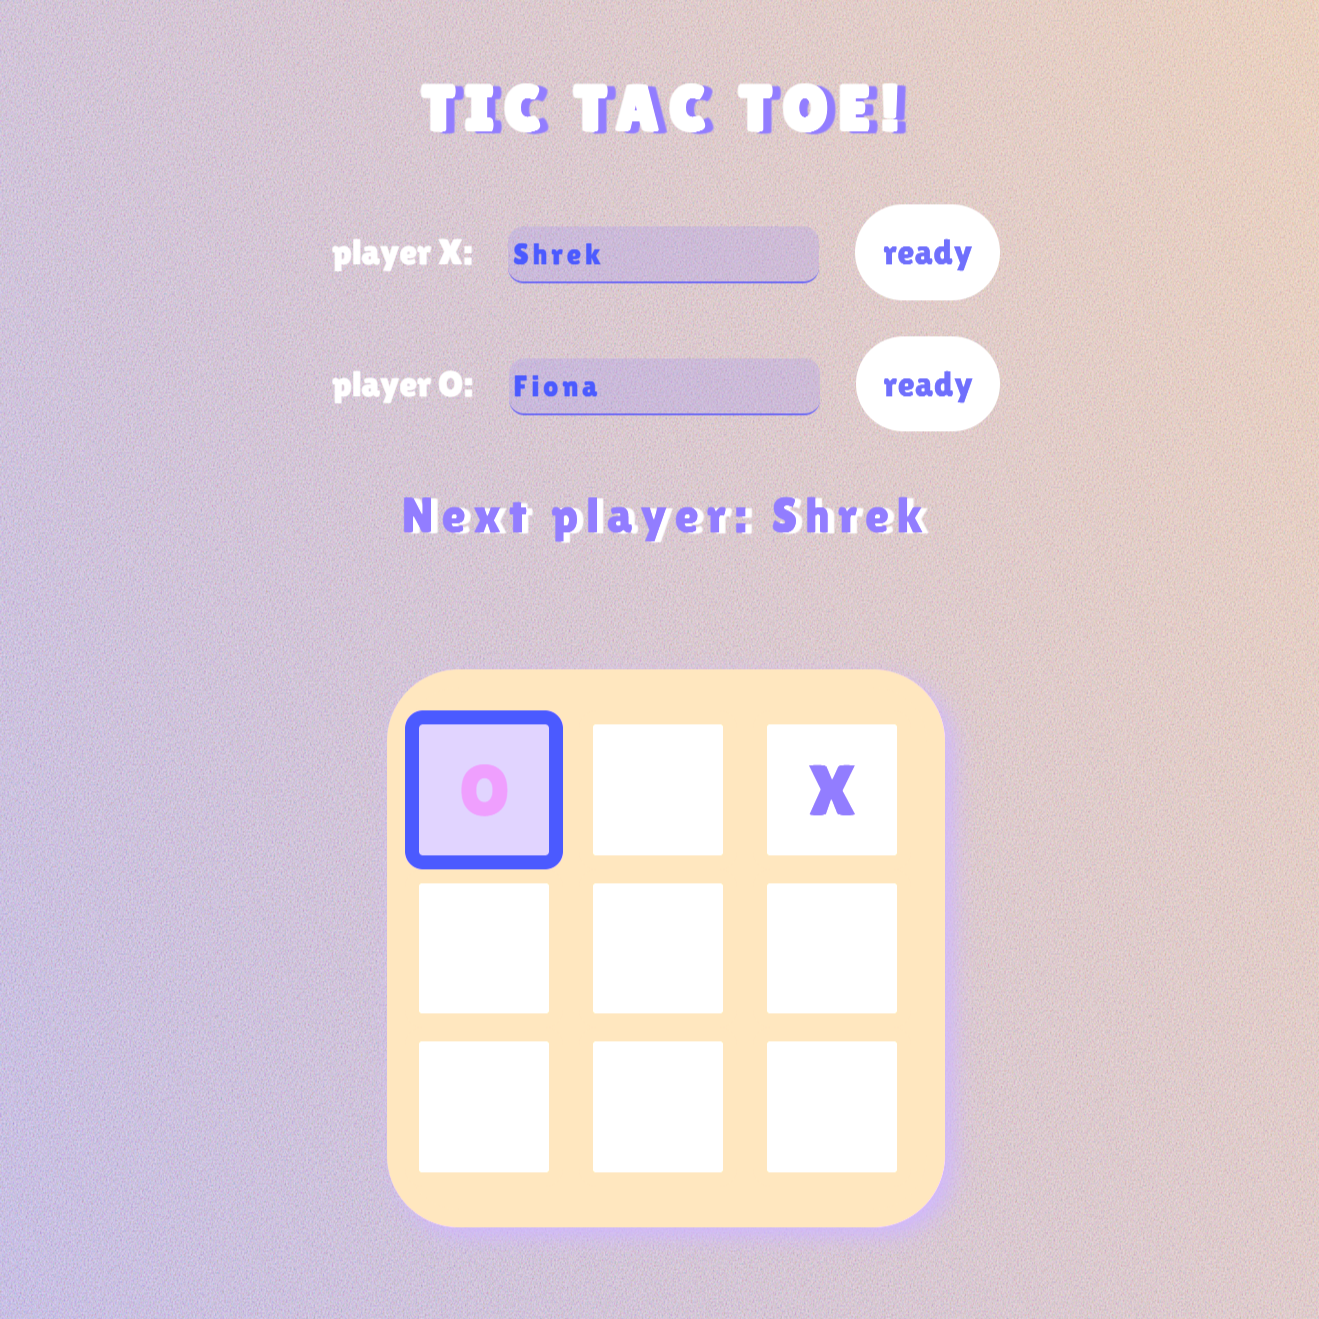 TIC TAC TOE!
player X: Shrek ready
player O: Fiona ready
Next player: Shrek
O X